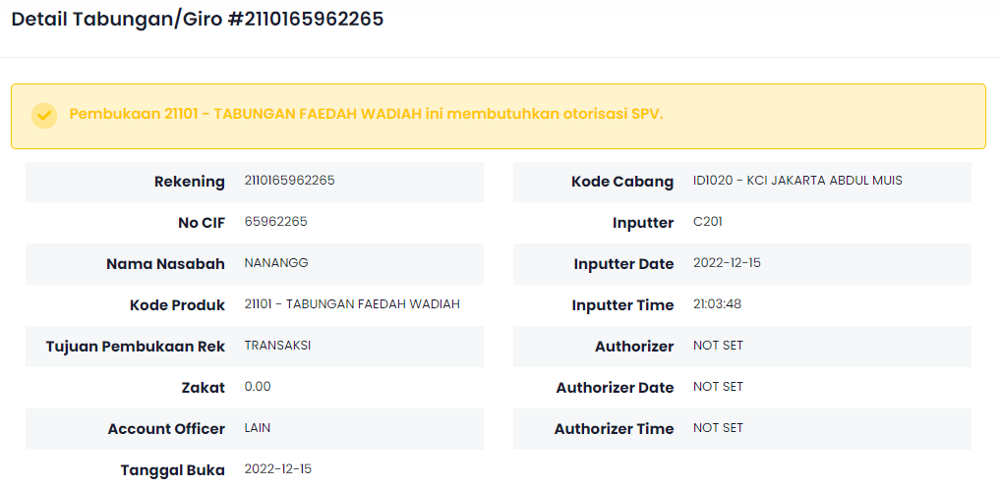 Detail Tabungan/Giro #2110165962265
Pembukaan 21101 - TABUNGAN FAEDAH WADIAH ini membutuhkan otorisasi SPV.
Rekening 2110165962265
No CIF 65962265
Nama Nasabah NANANGG
Kode Produk 21101 - TABUNGAN FAEDAH WADIAH
Tujuan Pembukaan Rek TRANSAKSI
Zakat 0.00
Account Officer LAIN
Tanggal Buka 2022-12-15
Kode Cabang ID1020 - KCI JAKARTA ABDUL MUIS
Inputter C201
Inputter Date 2022-12-15
Inputter Time 21:03:48
Authorizer NOT SET
Authorizer Date NOT SET
Authorizer Time NOT SET